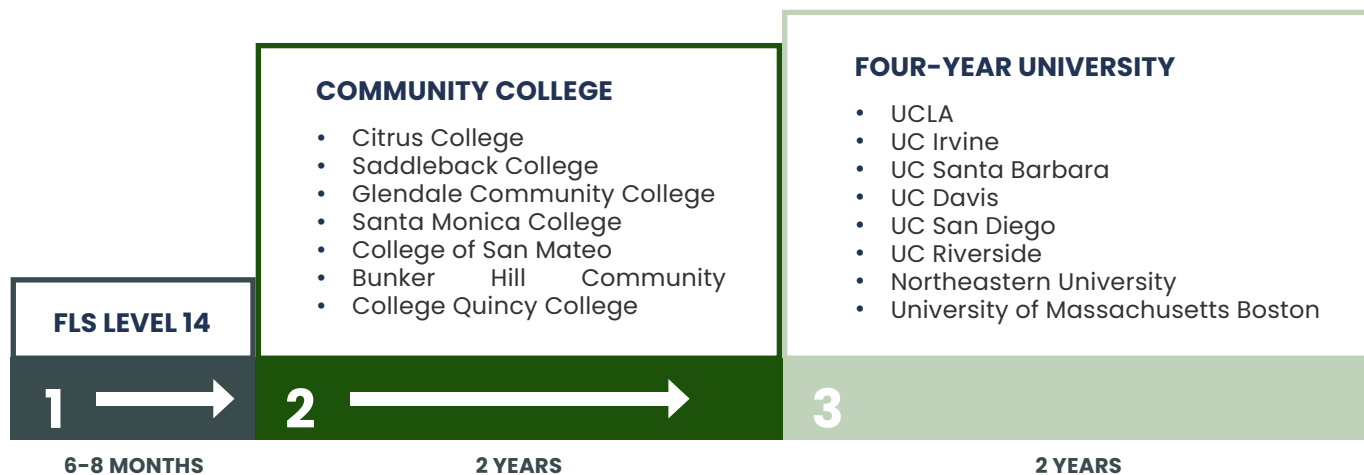 FLS LEVEL 14
1
6-8 MONTHS
COMMUNITY COLLEGE
• Citrus College
• Saddleback College
• Glendale Community College
• Santa Monica College
• College of San Mateo
• Bunker Hill Community
• College Quincy College
2
2 YEARS
FOUR-YEAR UNIVERSITY
• UCLA
• UC Irvine
• UC Santa Barbara
• UC Davis
• UC San Diego
• UC Riverside
• Northeastern University
• University of Massachusetts Boston
3
2 YEARS